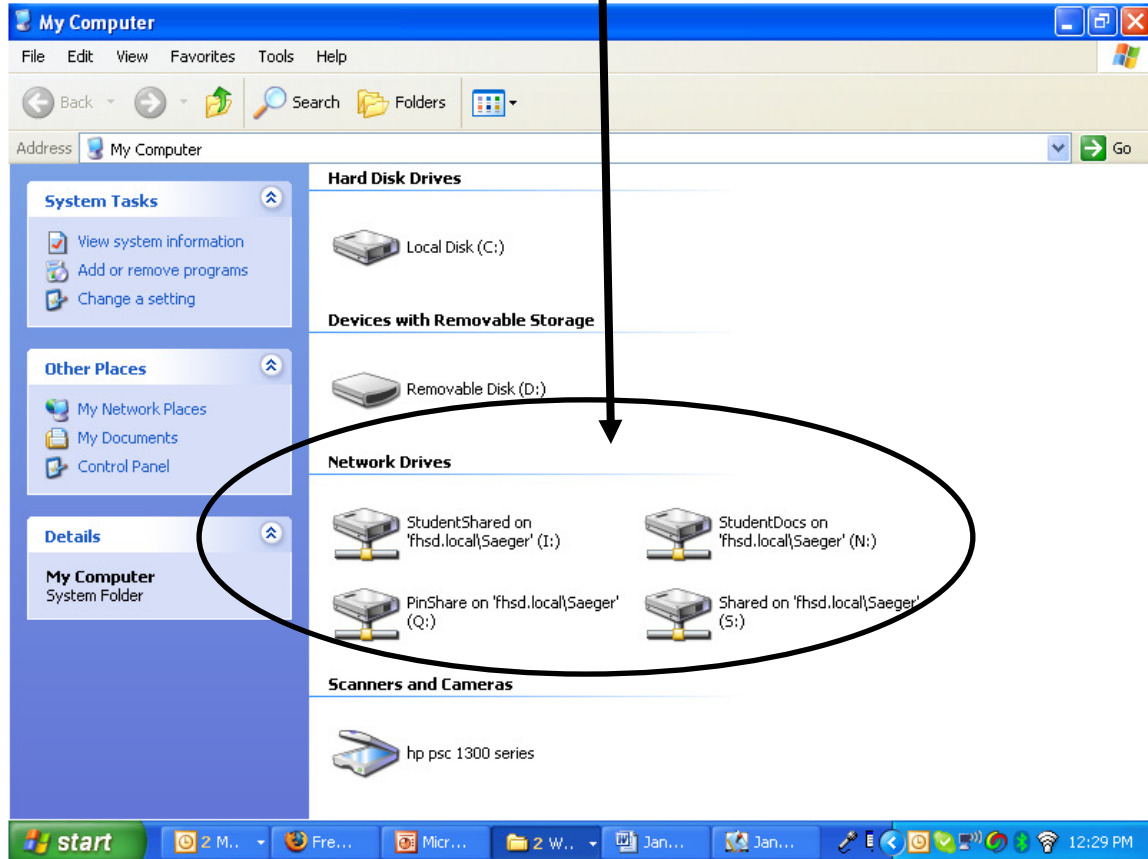 My Computer
File Edit View Favorites Tools Help
Back Search Folders
Address My Computer Go
System Tasks
View system information
Add or remove programs
Change a setting
Other Places
My Network Places
My Documents
Control Panel
Details
My Computer
System Folder
Hard Disk Drives
Local Disk (C:)
Devices with Removable Storage
Removable Disk (D:)
Network Drives
StudentShared on
'fhsd.local\Saeger' (I:)
StudentDocs on
'fhsd.local\Saeger' (N:)
PinShare on 'fhsd.local\Saeger'
(Q:)
Shared on 'fhsd.local\Saeger'
(S:)
Scanners and Cameras
hp psc 1300 series
start 2 M.. Fre... Micr... 2 W.. Jan... Jan... 12:29 PM